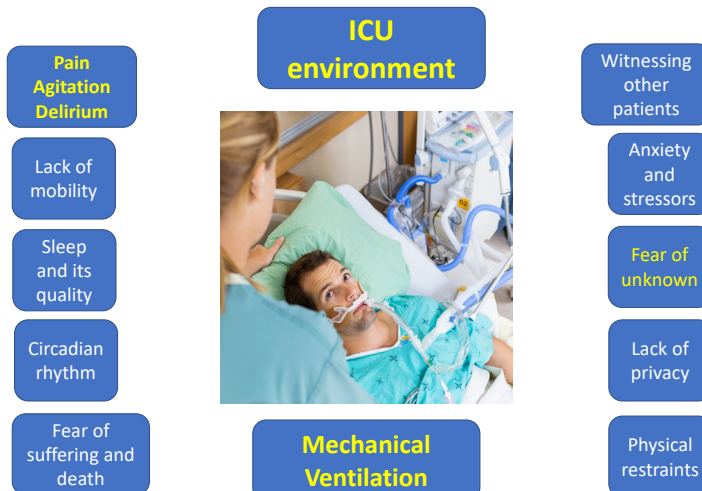 ICU
environment
Pain
Agitation
Delirium
Lack of
mobility
Sleep
and its
quality
Circadian
rhythm
Fear of
suffering and
death
02
Mechanical
Ventilation
Witnessing
other
patients
Anxiety
and
stressors
Fear of
unknown
Lack of
privacy
Physical
restraints